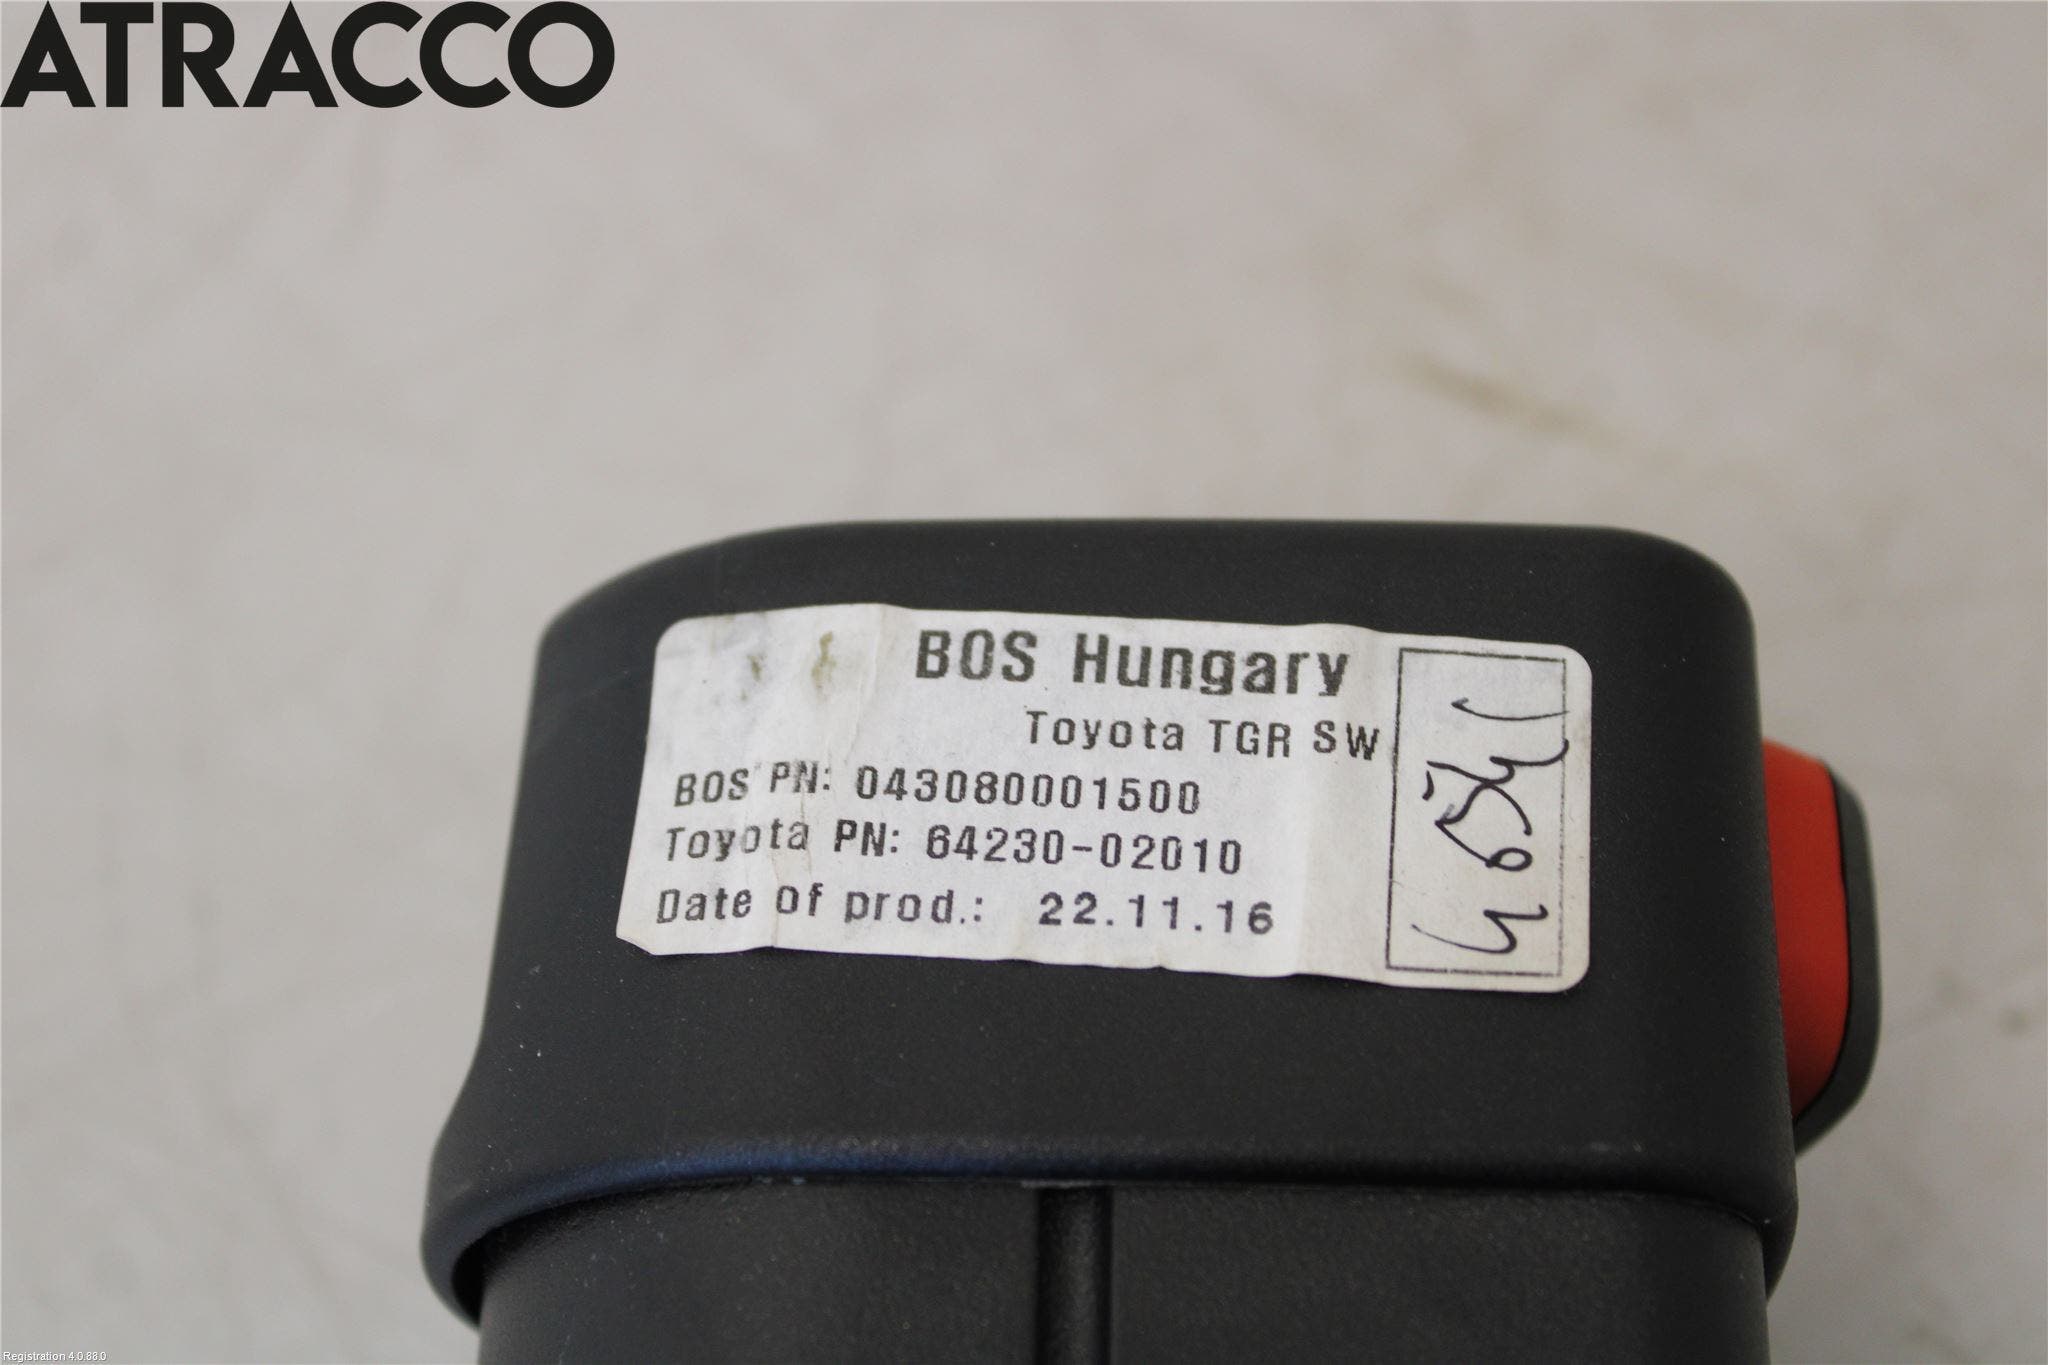 ATRACCO
BOS Hungary
Toyota TGR SW
BOS PN: 043080001500
Toyota PN: 64230-02010
Date of prod.: 22.11.16
Registration 4.0.88.0